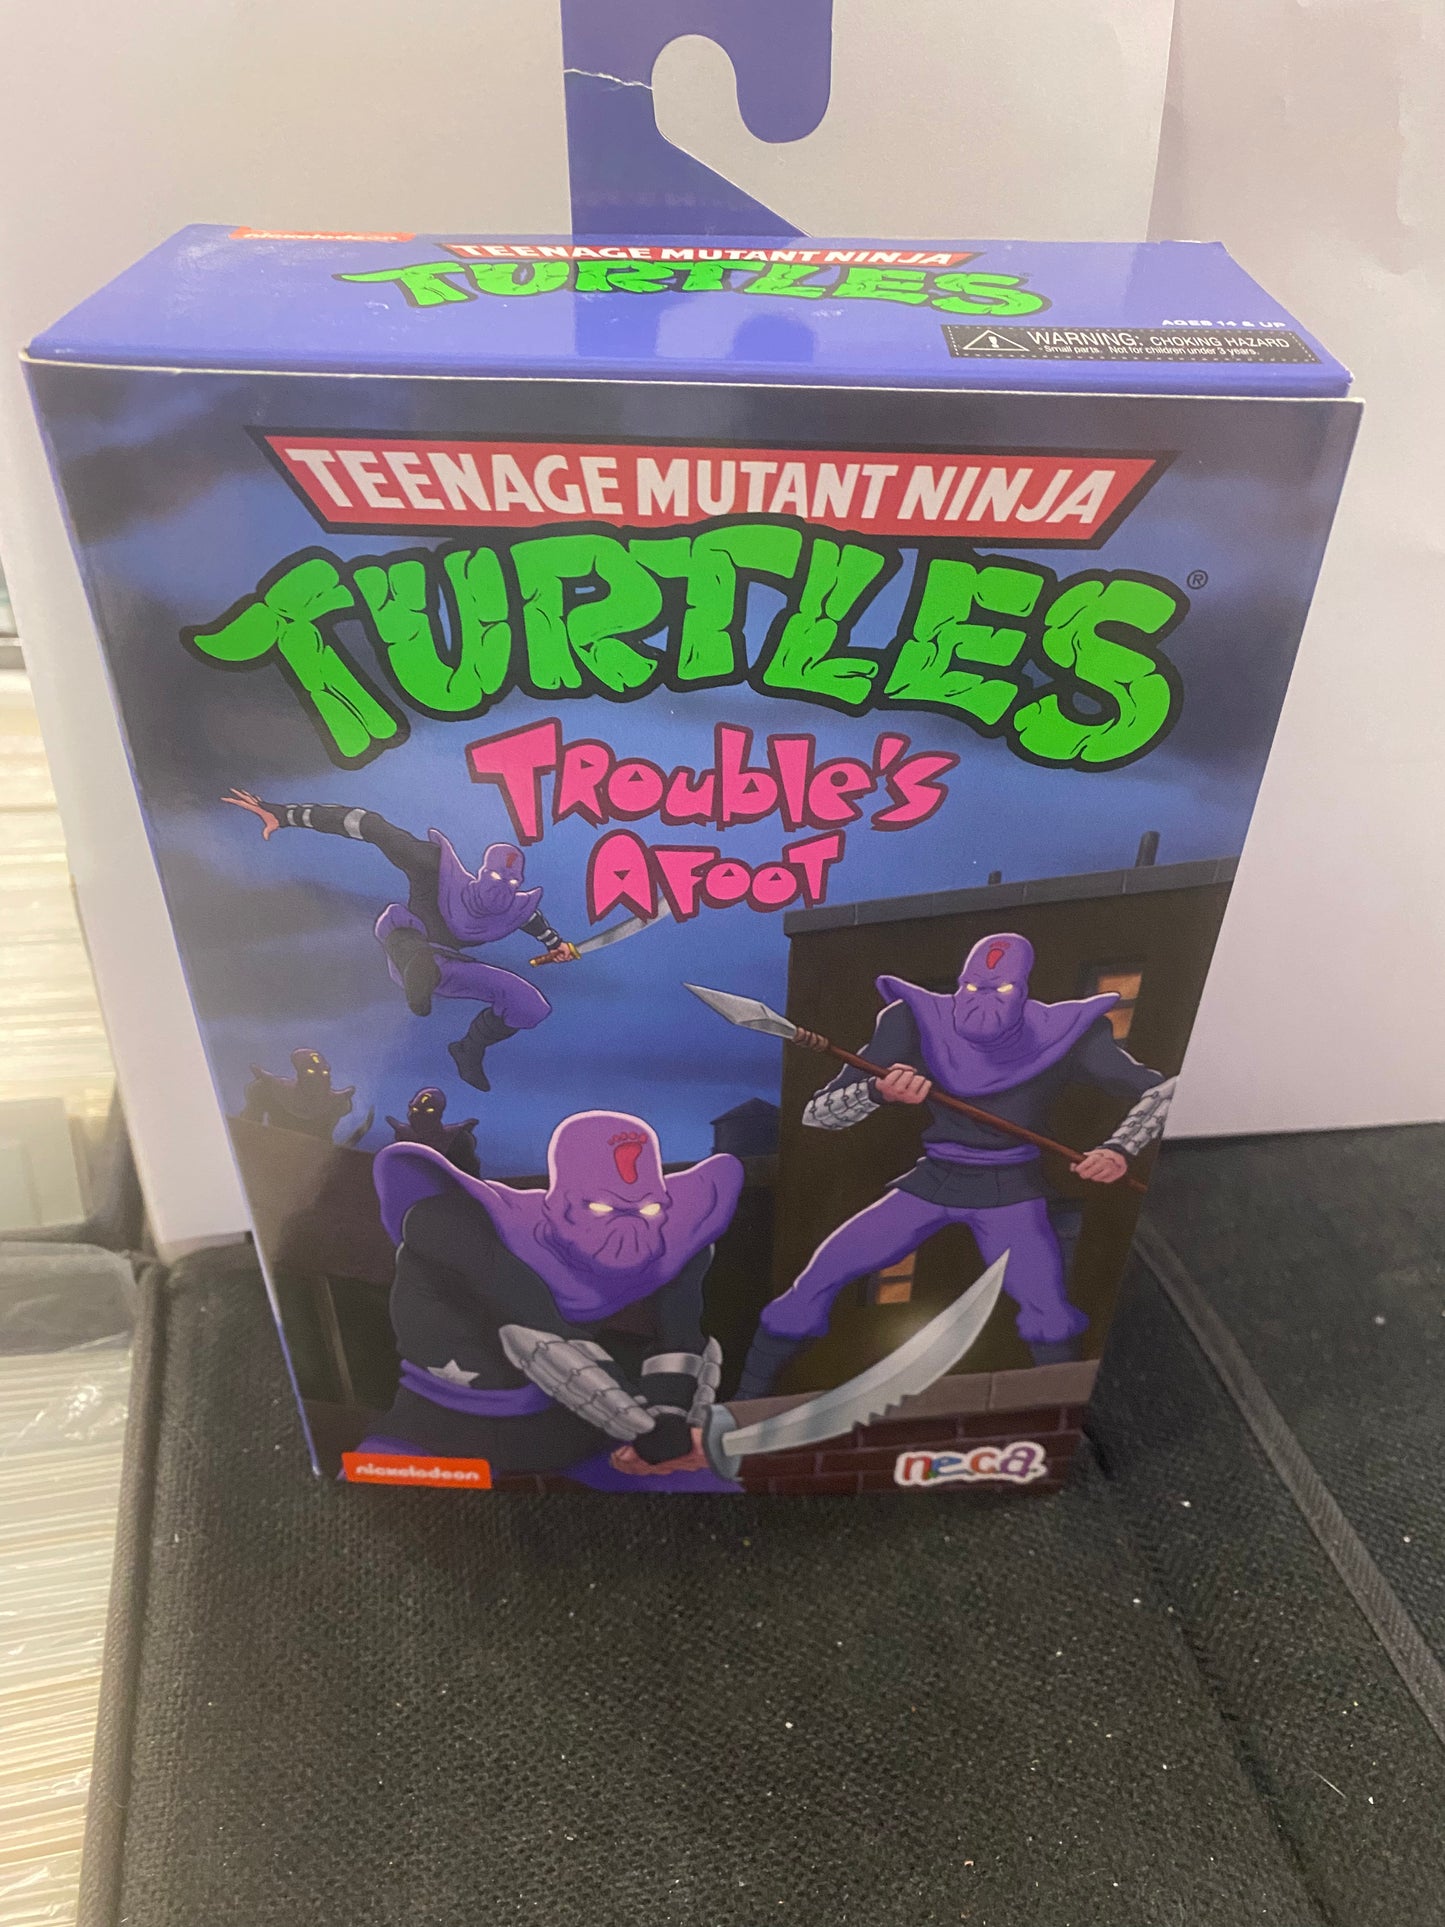 nickelodeon
TEENAGE MUTANT NINJA
TURTLES
AGES 14 & UP
! WARNING: CHOKING HAZARD
- Small parts. Not for children under 3 years.
TEENAGE MUTANT NINJA
TURTLES®
TRouble's
AFOOT
nickelodeon
neca